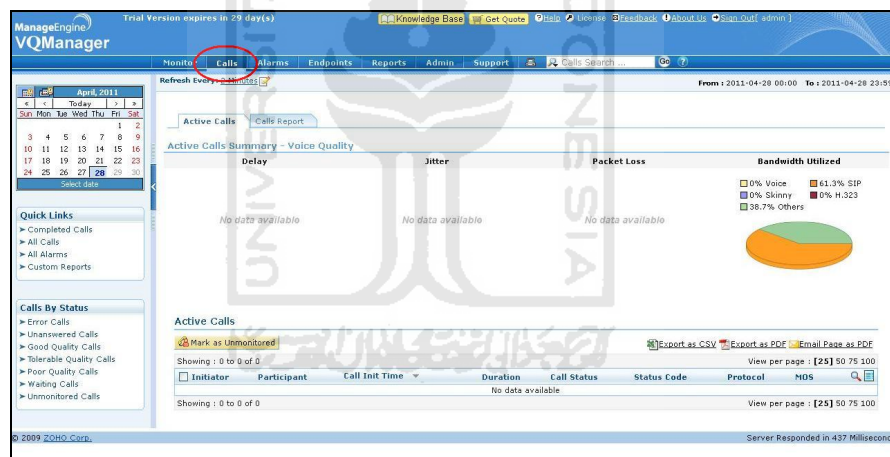 ManageEngine
VQManager
Trial Version expires in 29 day(s)
Knowledge Base Get Quote Help License Feedback About Us Sign Out[ admin ]
Monitor Calls Alarms Endpoints Reports Admin Support Calls Search ... Go ?
Refresh Every: 2 Minutes
From : 2011-04-28 00:00 To : 2011-04-28 23:59
April, 2011
« ‹ Today › »
Sun Mon Tue Wed Thu Fri Sat
1 2
3 4 5 6 7 8 9
10 11 12 13 14 15 16
17 18 19 20 21 22 23
24 25 26 27 28 29 30
Select date
Quick Links
Completed Calls
All Calls
All Alarms
Custom Reports
Calls By Status
Error Calls
Unanswered Calls
Good Quality Calls
Tolerable Quality Calls
Poor Quality Calls
Waiting Calls
Unmonitored Calls
Active Calls Calls Report
Active Calls Summary - Voice Quality
Delay Jitter Packet Loss Bandwidth Utilized
No data available No data available No data available
0% Voice 61.3% SIP
0% Skinny 0% H.323
38.7% Others
Active Calls
Mark as Unmonitored
Export as CSV Export as PDF Email Page as PDF
Showing : 0 to 0 of 0 View per page : [25] 50 75 100
Initiator Participant Call Init Time Duration Call Status Status Code Protocol MOS
No data available
Showing : 0 to 0 of 0 View per page : [25] 50 75 100
© 2009 ZOHO Corp.
Server Responded in 437 Millisecond
UNIVERSITAS
INDONESIA